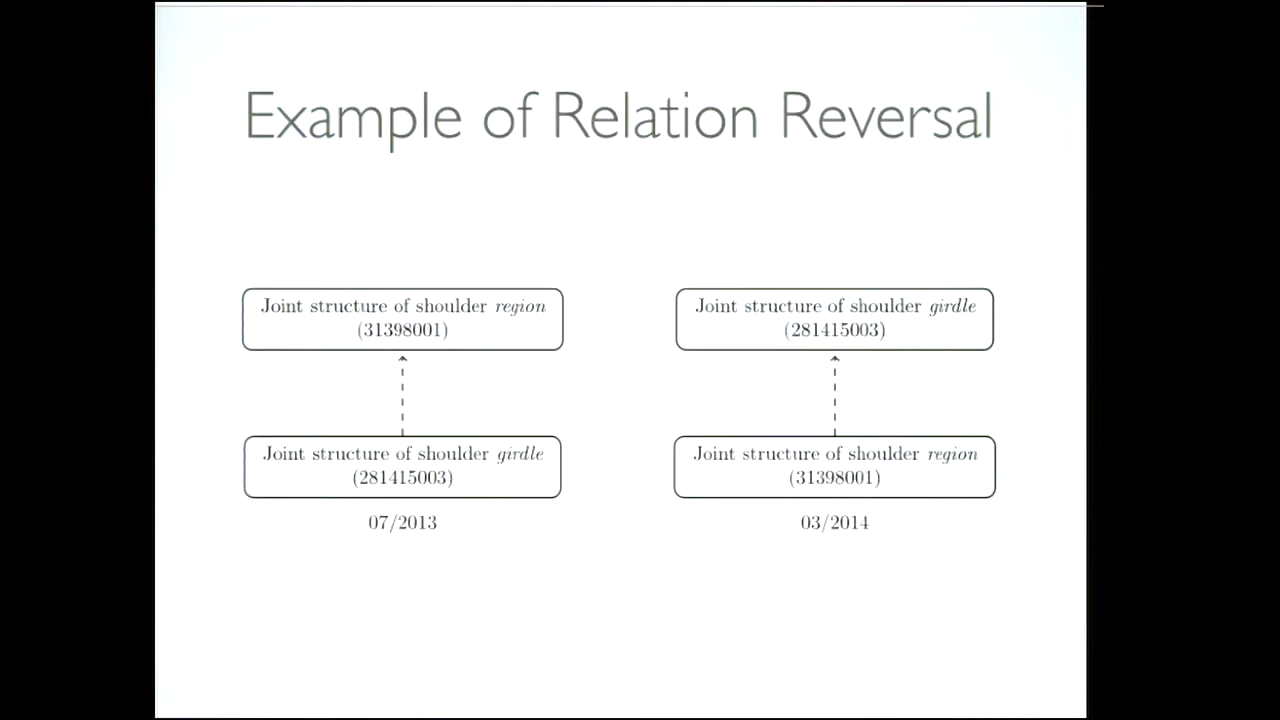 Example of Relation Reversal
Joint structure of shoulder region
(31398001)
Joint structure of shoulder girdle
(281415003)
07/2013
Joint structure of shoulder girdle
(281415003)
Joint structure of shoulder region
(31398001)
03/2014